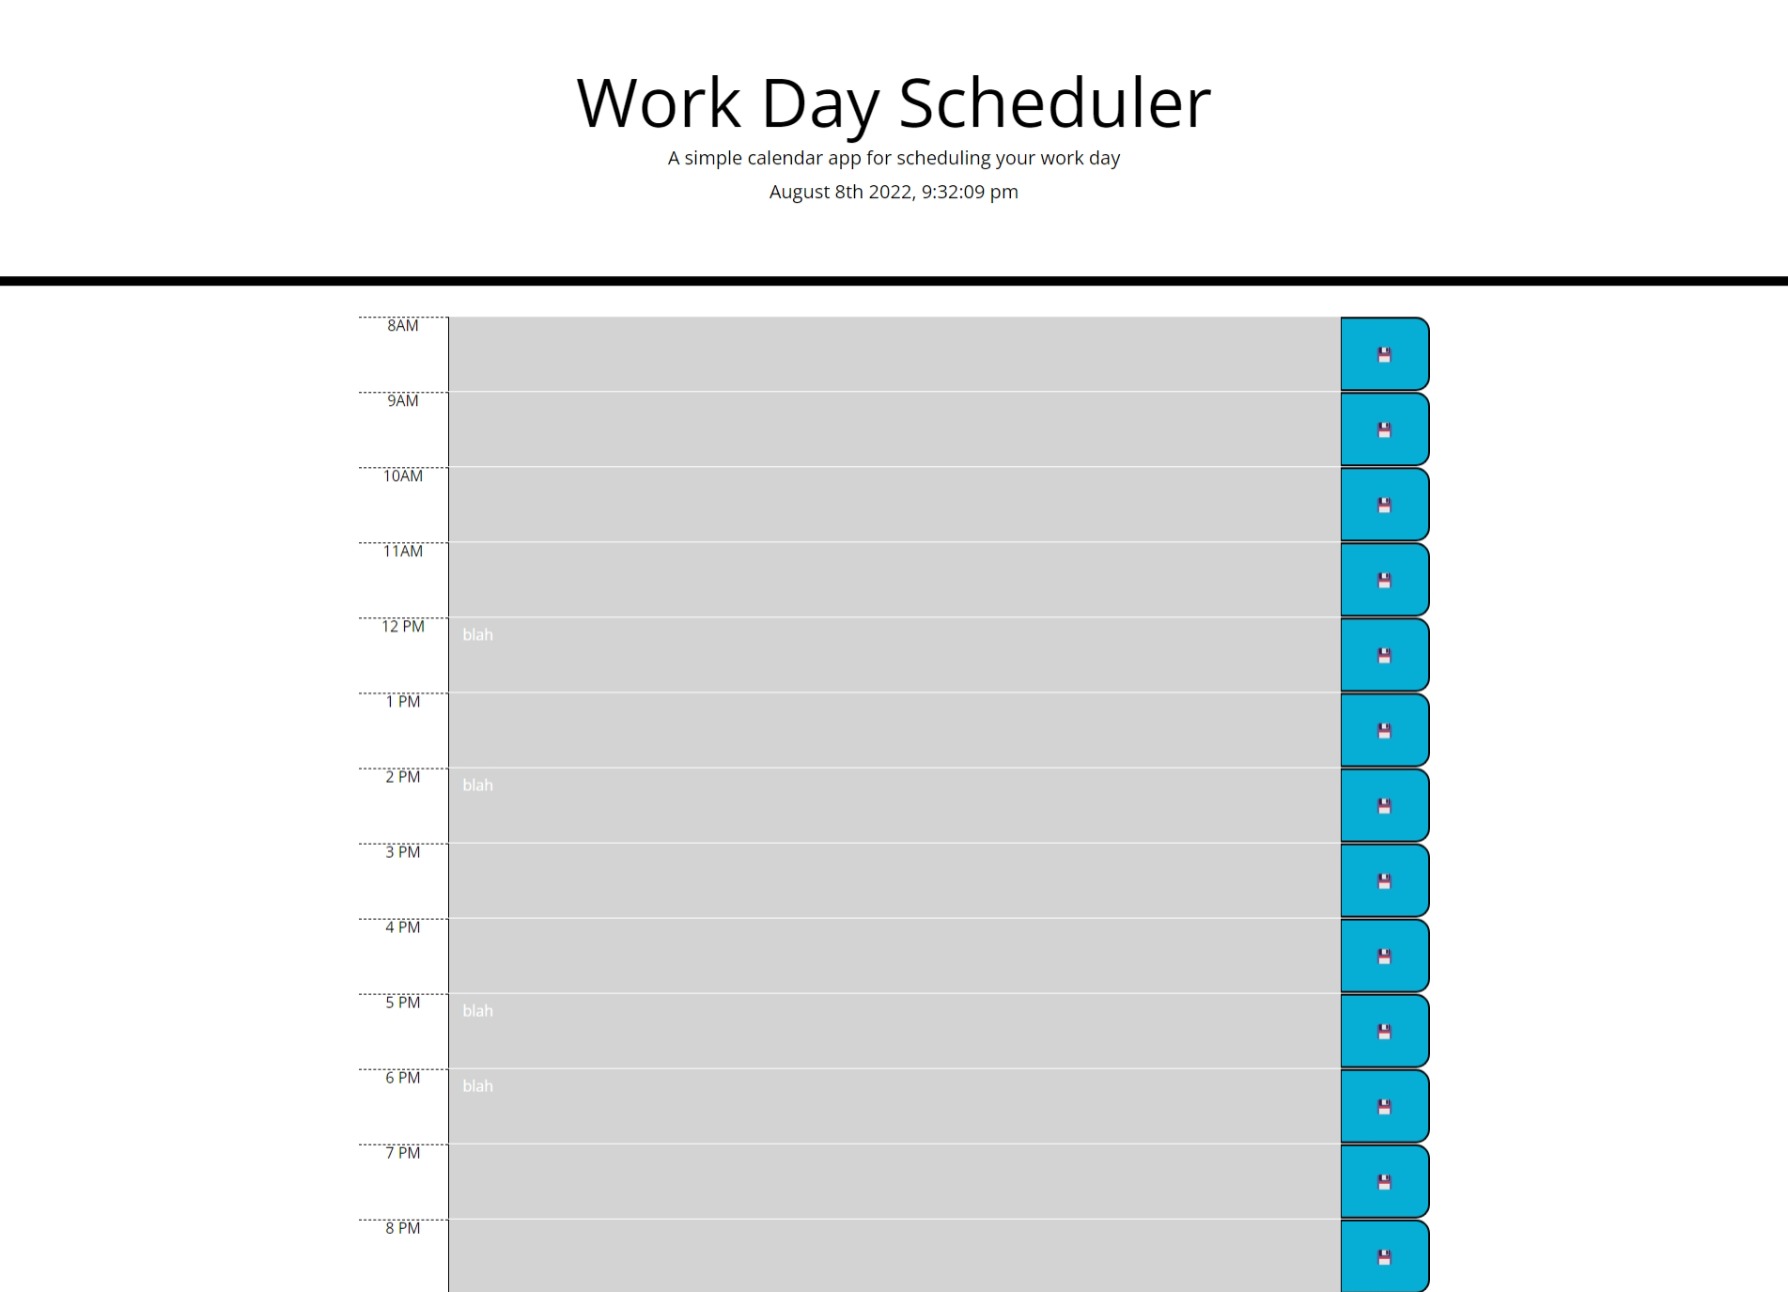 Work Day Scheduler
A simple calendar app for scheduling your work day
August 8th 2022, 9:32:09 pm
8AM
9AM
10AM
11AM
12 PM
blah
1 PM
2 PM
blah
3 PM
4 PM
5 PM
blah
6 PM
blah
7 PM
8 PM